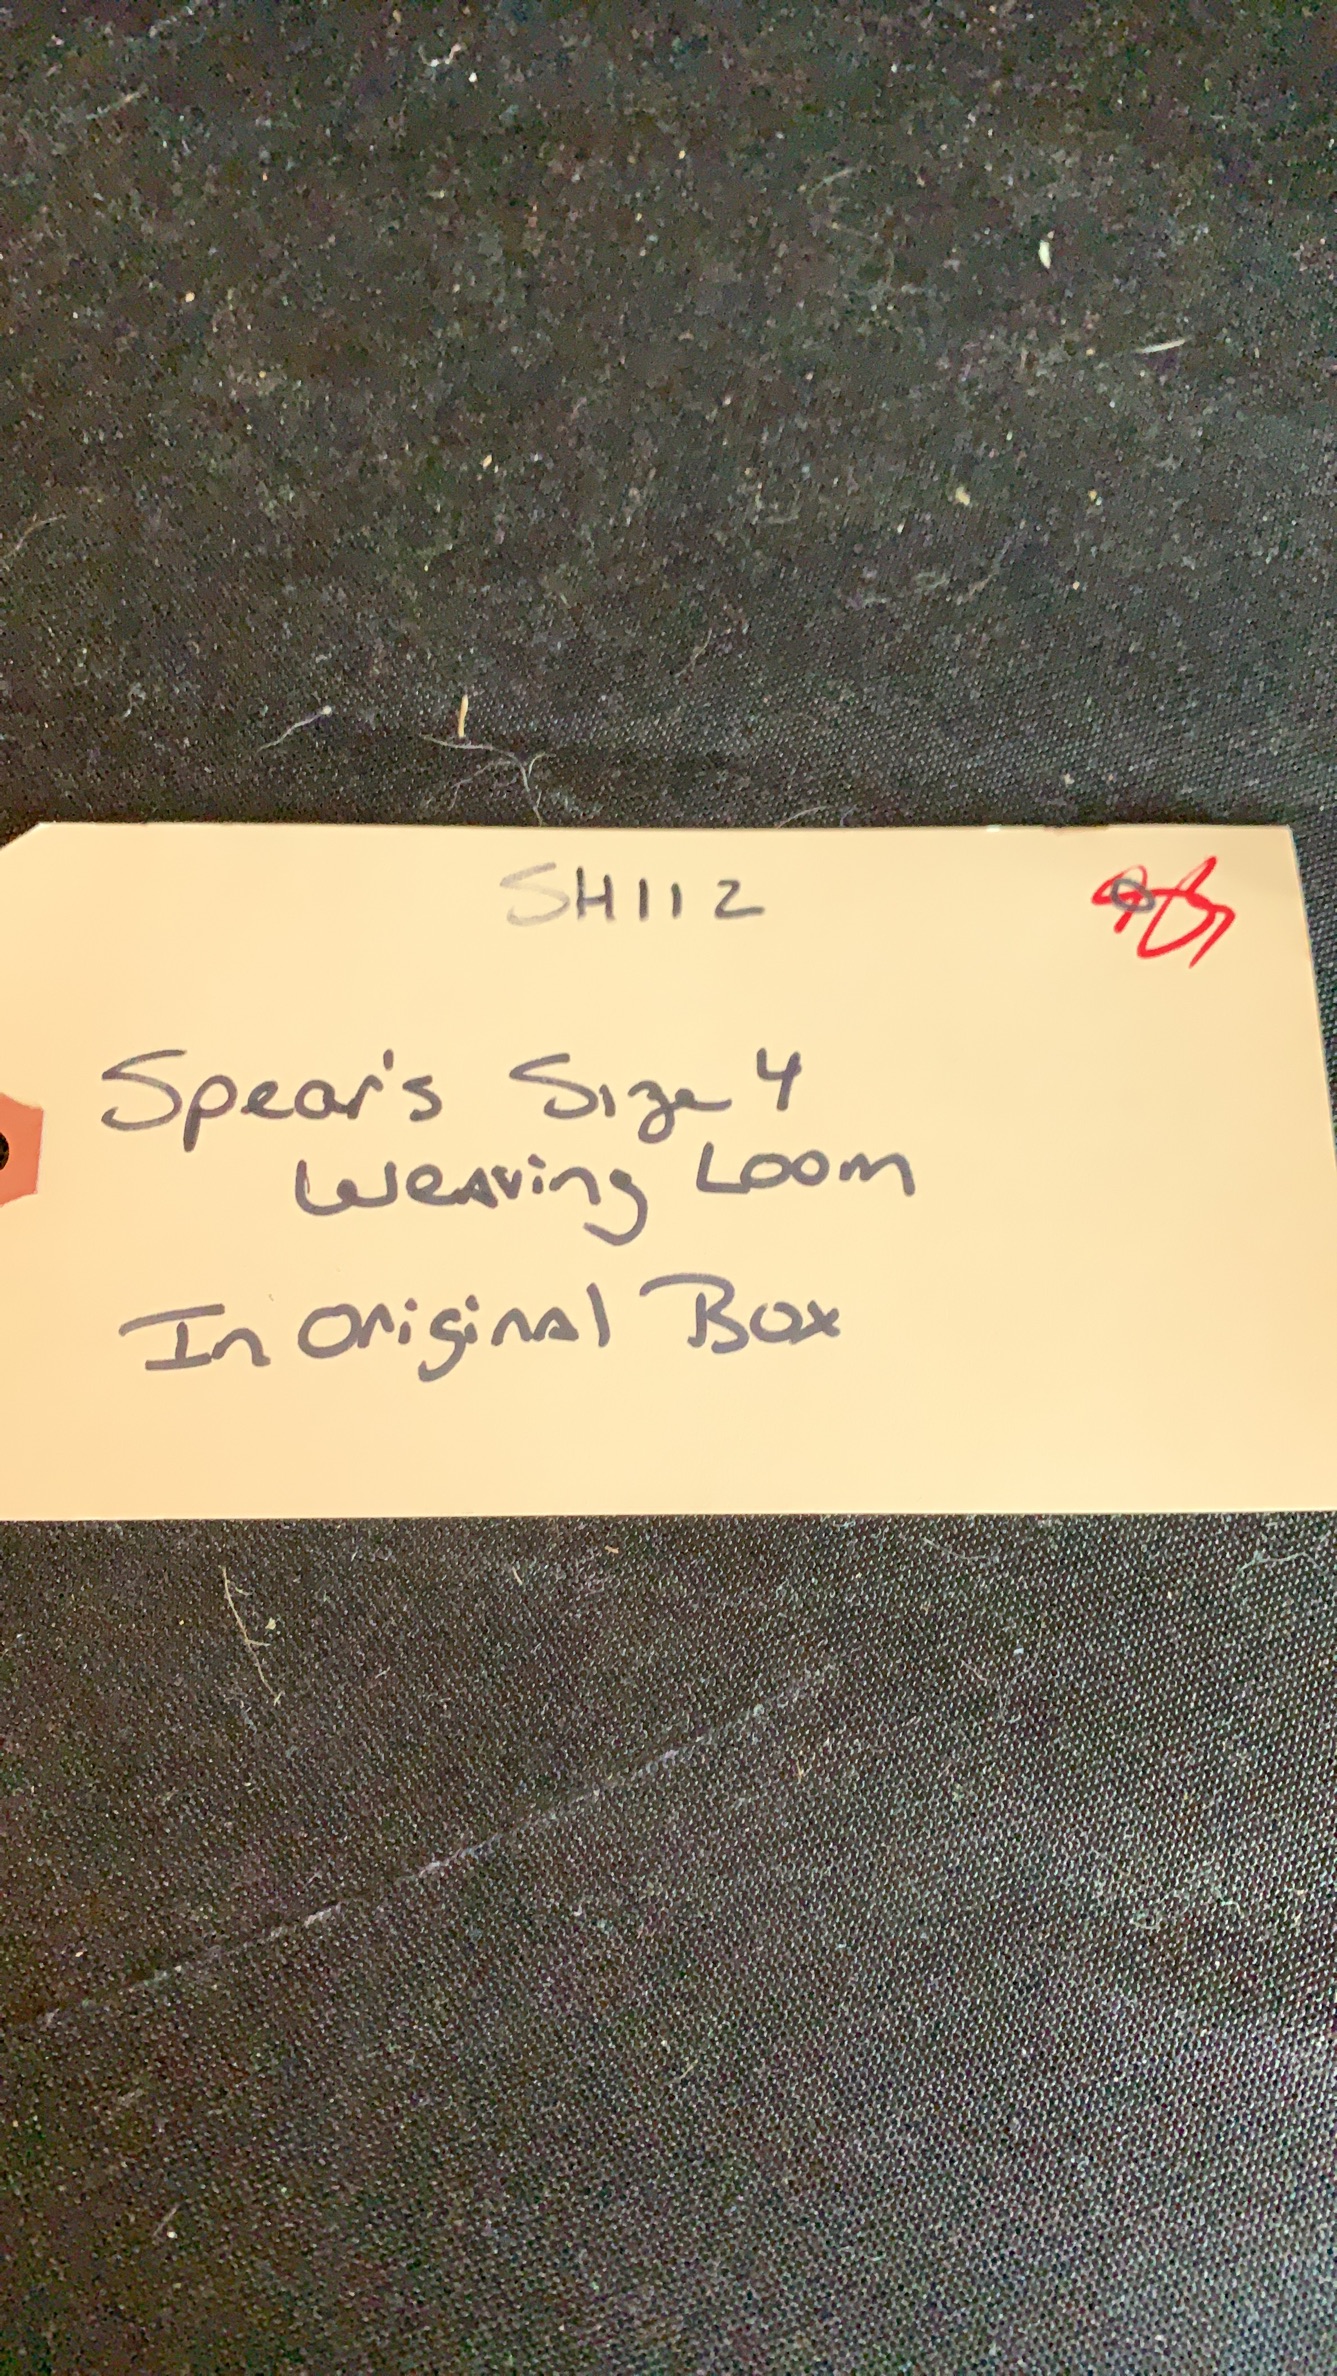 SH112
Spear's Size 4
Weaving Loom
In Original Box